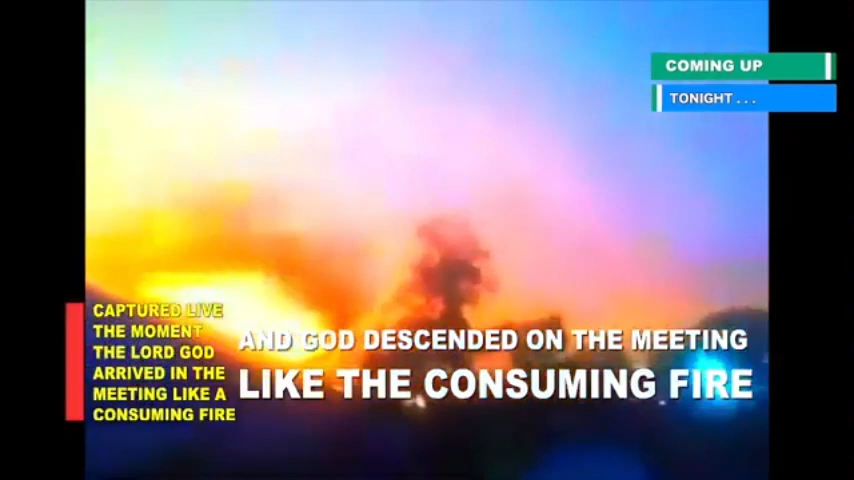 COMING UP
TONIGHT . . .
CAPTURED LIVE
THE MOMENT
THE LORD GOD
ARRIVED IN THE
MEETING LIKE A
CONSUMING FIRE
AND GOD DESCENDED ON THE MEETING
LIKE THE CONSUMING FIRE